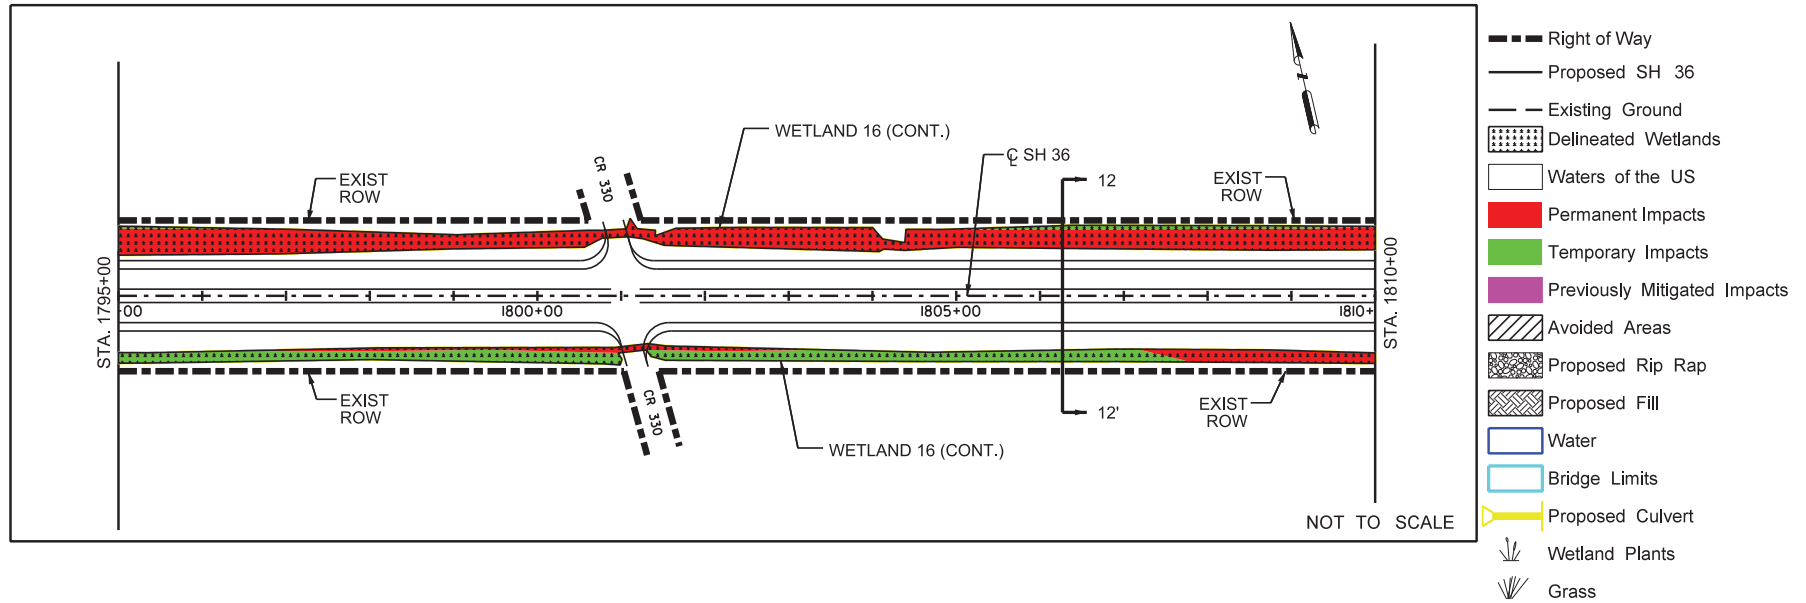 WETLAND 16 (CONT.)
℄ SH 36
CR 330
EXIST
ROW
12
EXIST
ROW
STA. 1795+00
STA. 1810+00
+00
1800+00
1805+00
1810+
EXIST
ROW
CR 330
12'
EXIST
ROW
WETLAND 16 (CONT.)
NOT TO SCALE
Right of Way
Proposed SH 36
Existing Ground
Delineated Wetlands
Waters of the US
Permanent Impacts
Temporary Impacts
Previously Mitigated Impacts
Avoided Areas
Proposed Rip Rap
Proposed Fill
Water
Bridge Limits
Proposed Culvert
Wetland Plants
Grass